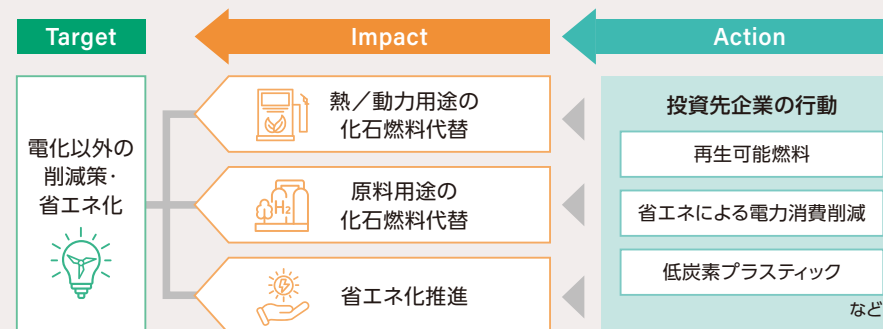 Target
Impact
Action
電化以外の
削減策・
省エネ化
熱／動力用途の
化石燃料代替
原料用途の
化石燃料代替
H2
省エネ化推進
投資先企業の行動
再生可能燃料
省エネによる電力消費削減
低炭素プラスティック
など